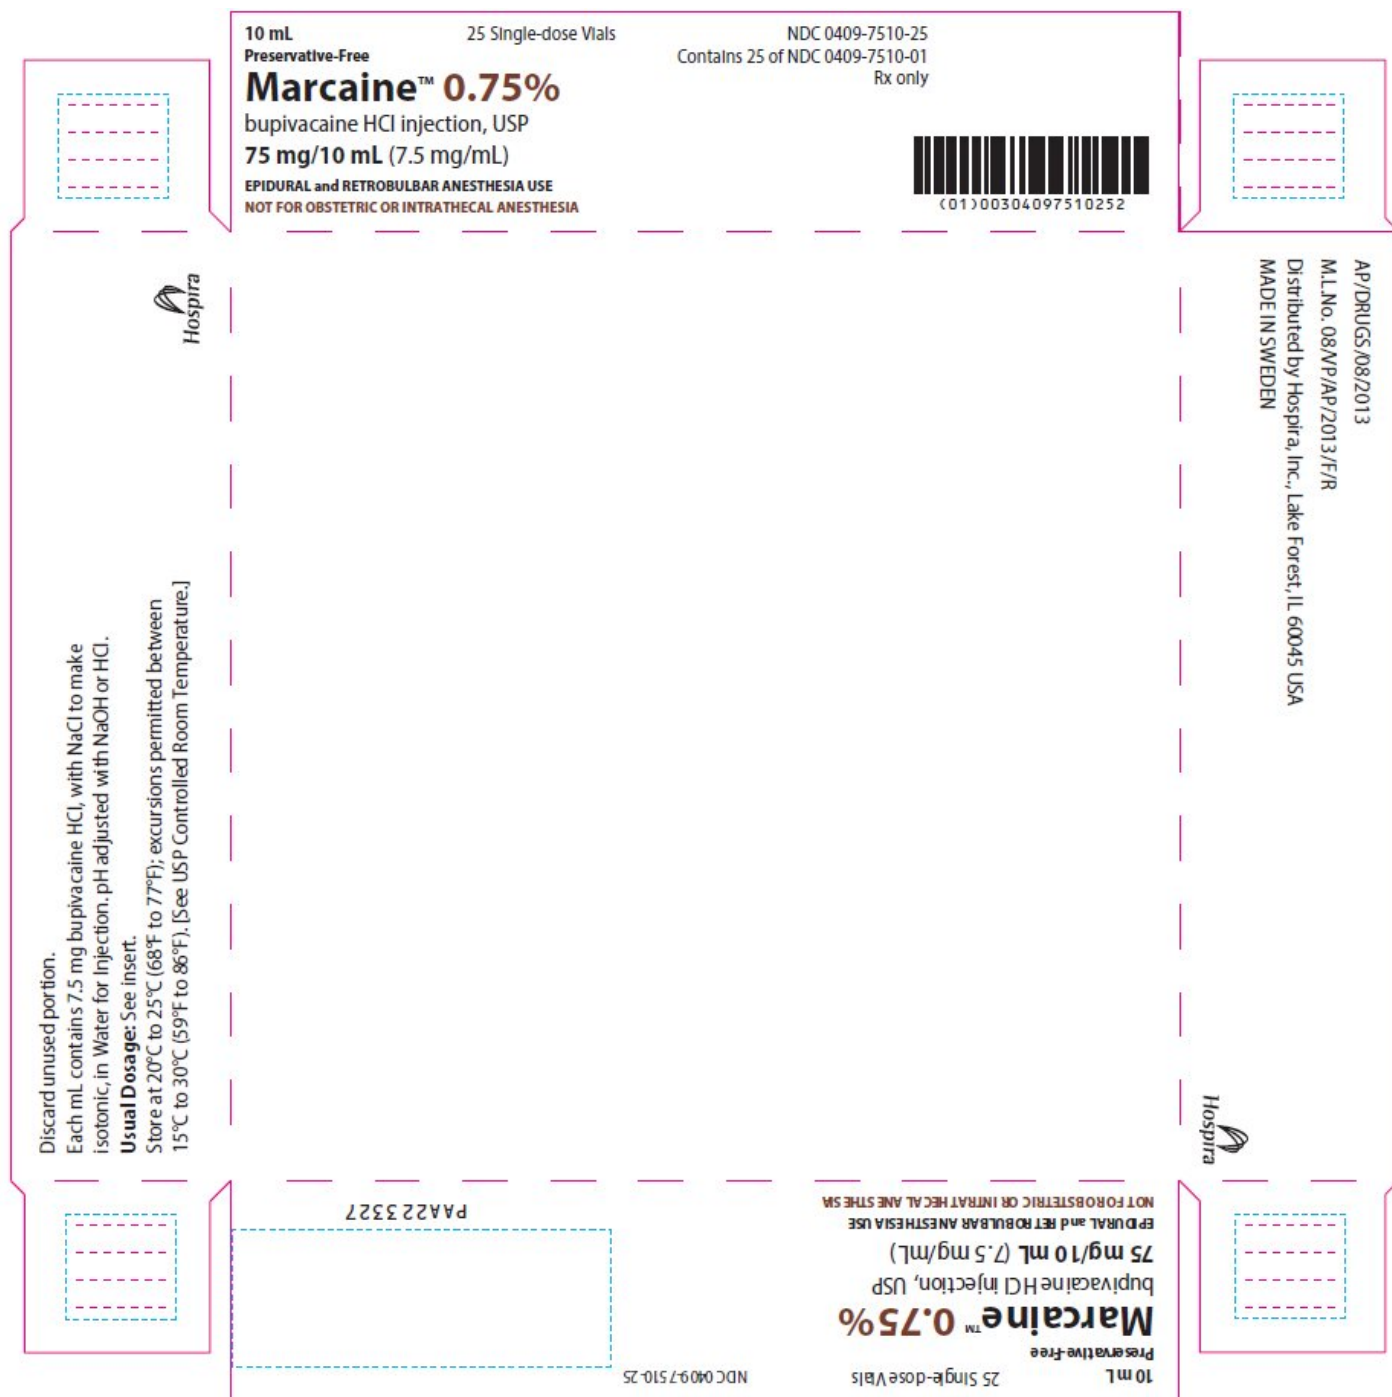 10 mL 25 Single-dose Vials NDC 0409-7510-25
Preservative-Free Contains 25 of NDC 0409-7510-01
Rx only
Marcaine™ 0.75%
bupivacaine HCl injection, USP
75 mg/10 mL (7.5 mg/mL)
EPIDURAL and RETROBULBAR ANESTHESIA USE
NOT FOR OBSTETRIC OR INTRATHECAL ANESTHESIA
(01)00304097510252
Hospira
Discard unused portion.
Each mL contains 7.5 mg bupivacaine HCl, with NaCl to make
isotonic, in Water for Injection. pH adjusted with NaOH or HCl.
Usual Dosage: See insert.
Store at 20°C to 25°C (68°F to 77°F); excursions permitted between
15°C to 30°C (59°F to 86°F). [See USP Controlled Room Temperature.]
AP/DRUGS/08/2013
M.L.No. 08/VP/AP/2013/F/R
Distributed by Hospira, Inc., Lake Forest, IL 60045 USA
MADE IN SWEDEN
Hospira
10 mL 25 Single-dose Vials NDC 0409-7510-25
Preservative-Free
Marcaine™ 0.75%
bupivacaine HCl injection, USP
75 mg/10 mL (7.5 mg/mL)
EPIDURAL and RETROBULBAR ANESTHESIA USE
NOT FOR OBSTETRIC OR INTRATHECAL ANESTHESIA
PAA223327